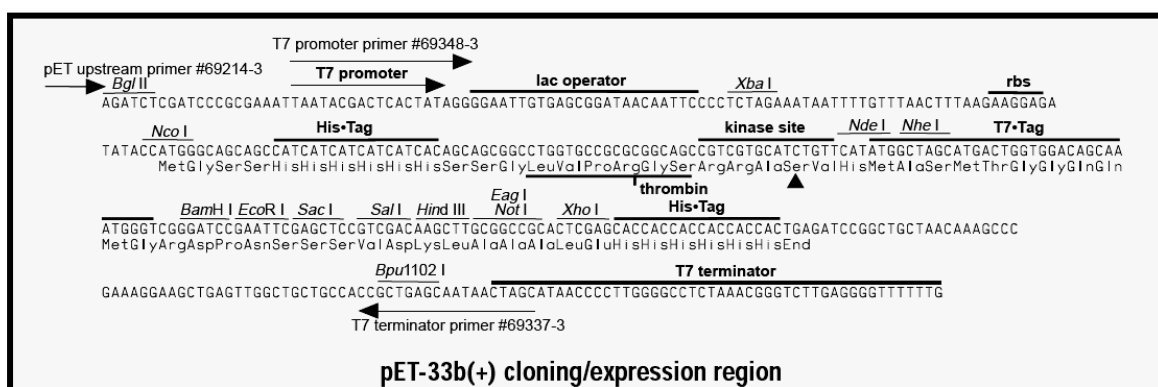 T7 promoter primer #69348-3
pET upstream primer #69214-3
Bgl II T7 promoter lac operator Xba I rbs
AGATCTCGATCCCGCGAAATTAATACGACTCACTATAGGGGAATTGTGAGCGGATAACAATTCCCCTCTAGAAATAATTTTGTTTAACTTTAAGAAGGAGA
Nco I His•Tag kinase site Nde I Nhe I T7•Tag
TATACCATGGGCAGCAGCCATCATCATCATCATCACAGCAGCGGCCTGGTGCCGCGCGGCAGCCGTCGTGCATCTGTTCATATGGCTAGCATGACTGGTGGACAGCAA
MetGlySerSerHisHisHisHisHisHisSerSerGlyLeuValProArgGlySerArgArgAlaSerValHisMetAlaSerMetThrGlyGlyGlnGln
thrombin
Eag I
BamH I EcoR I Sac I Sal I Hind III Not I Xho I His•Tag
ATGGGTCGGGATCCGAATTCGAGCTCCGTCGACAAGCTTGCGGCCGCACTCGAGCACCACCACCACCACCACTGAGATCCGGCTGCTAACAAAGCCC
MetGlyArgAspProAsnSerSerSerValAspLysLeuAlaAlaAlaLeuGluHisHisHisHisHisHisEnd
Bpu1102 I T7 terminator
GAAAGGAAGCTGAGTTGGCTGCTGCCACCGCTGAGCAATAACTAGCATAACCCCTTGGGGCCTCTAAACGGGTCTTGAGGGGTTTTTTG
T7 terminator primer #69337-3
pET-33b(+) cloning/expression region